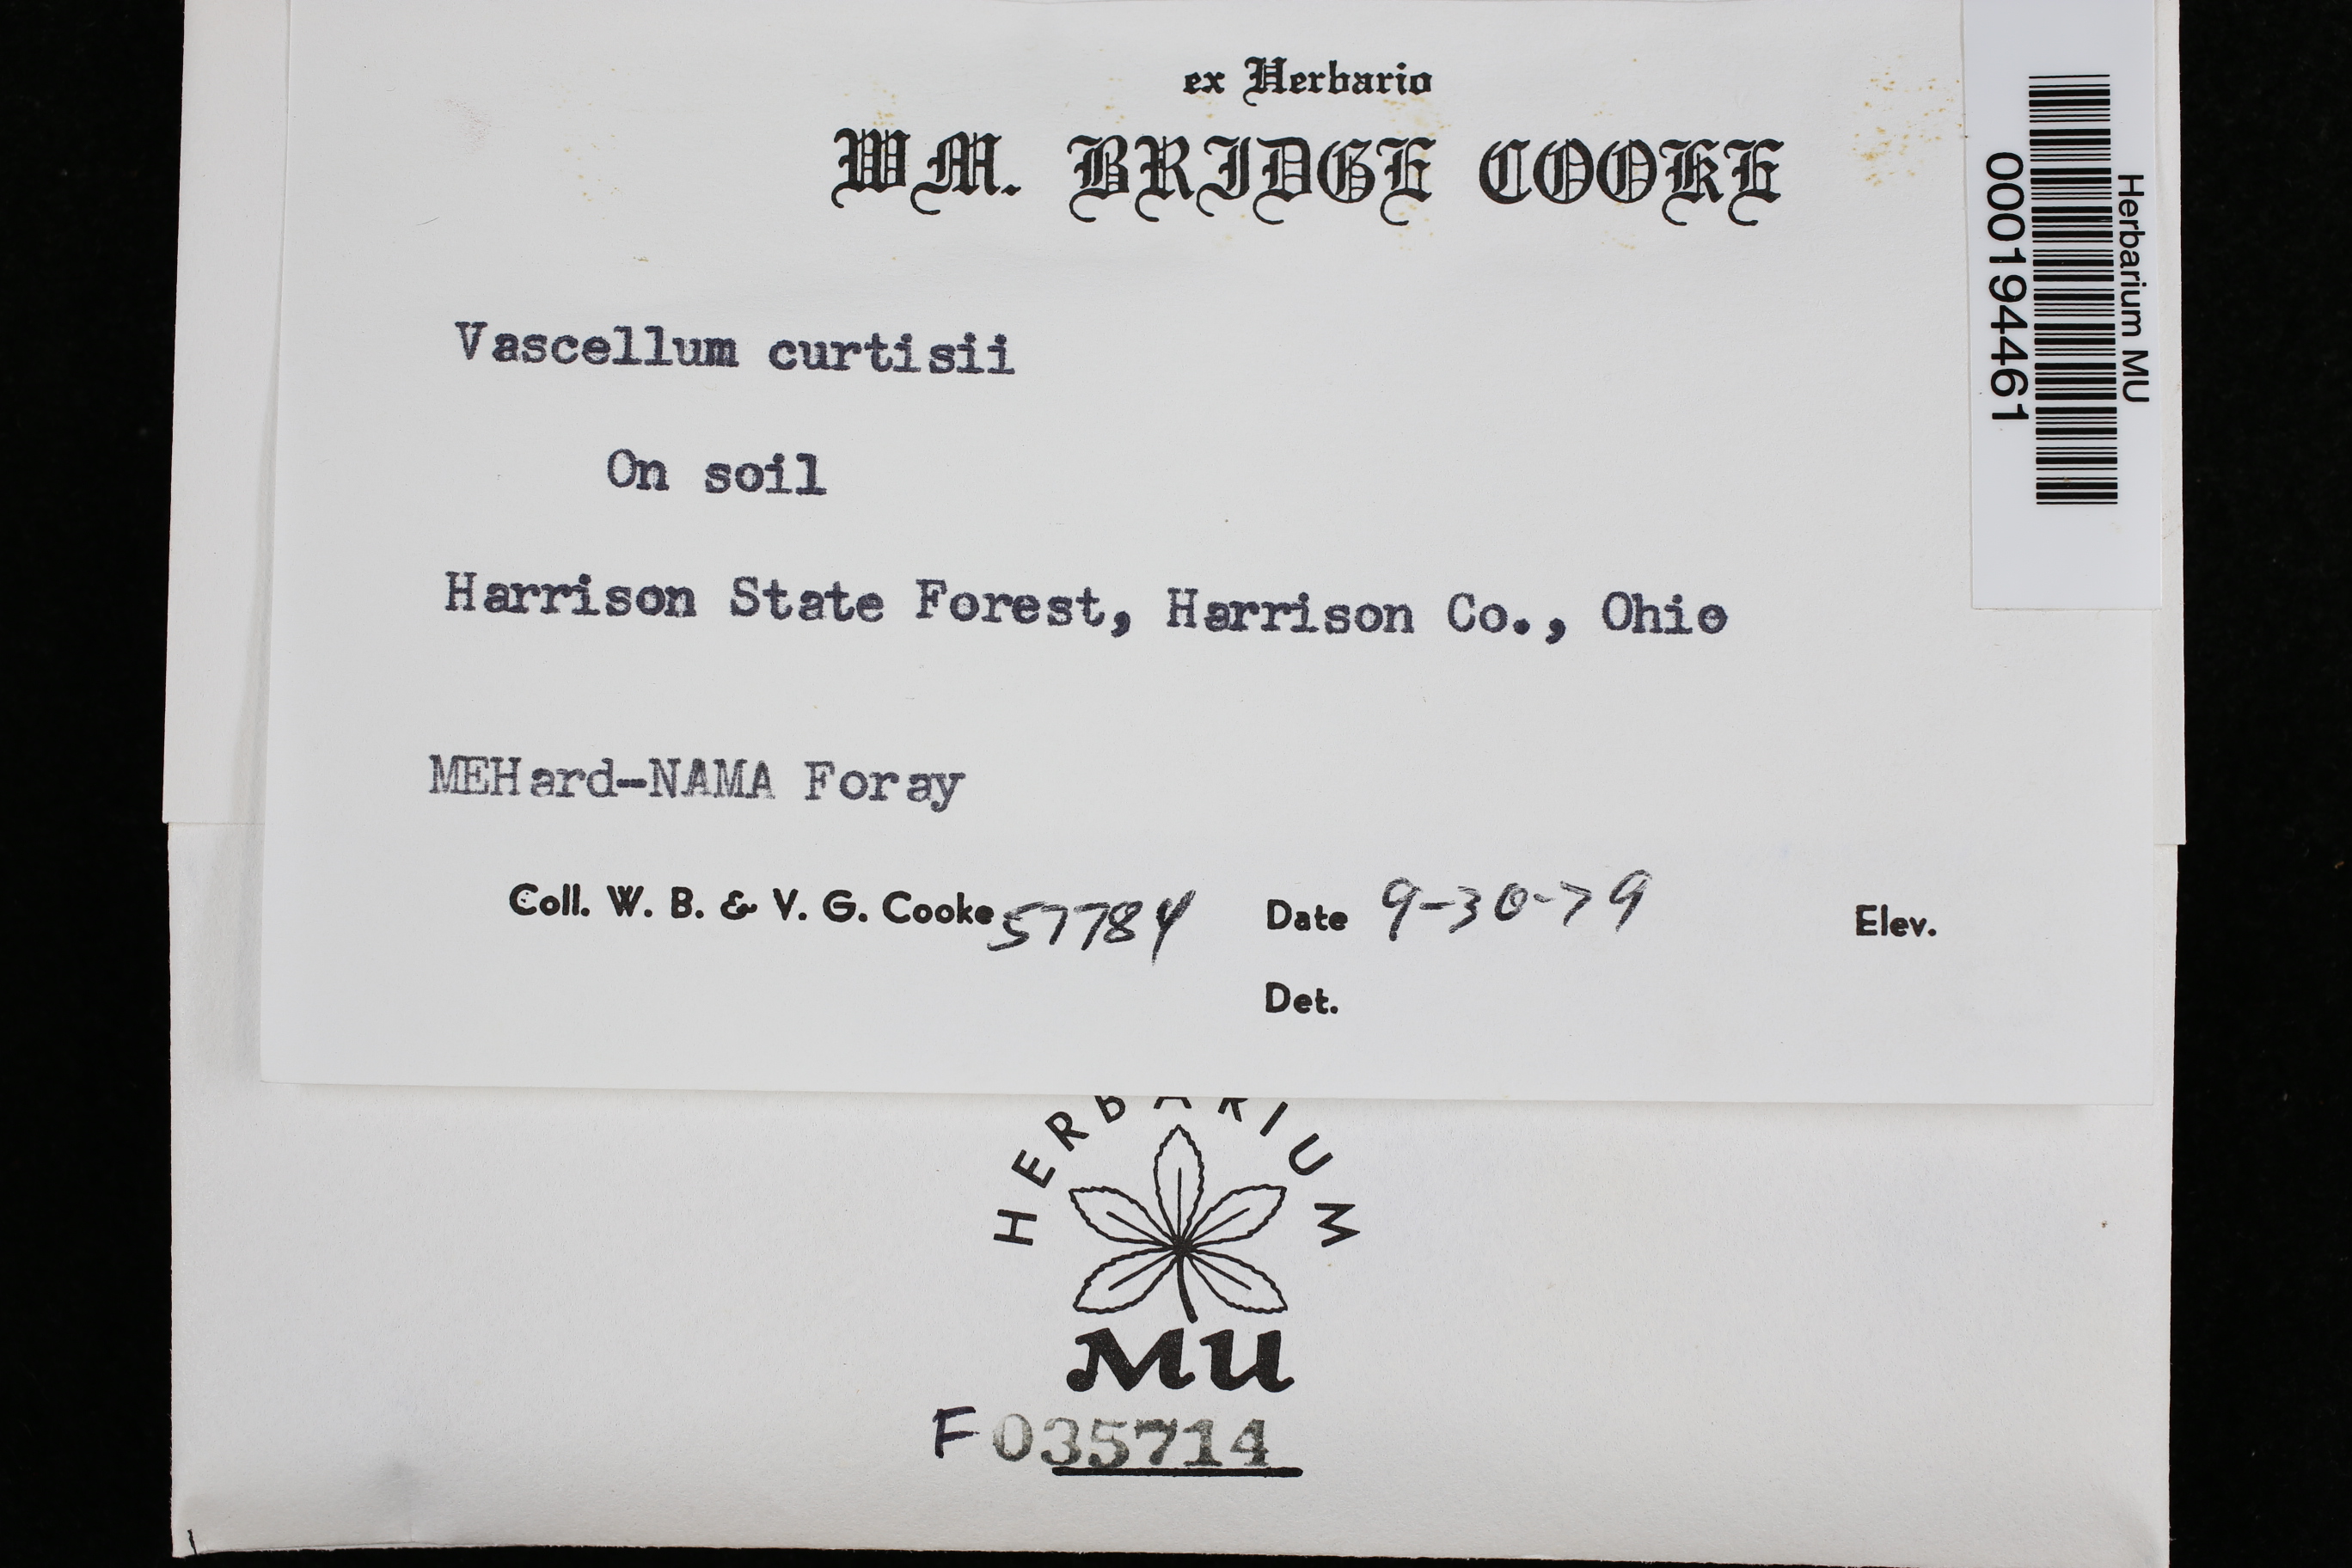 ex Herbario
WM. BRIDGE COOKE
Vascellum curtisii
On soil
Harrison State Forest, Harrison Co., Ohio
MEHard-NAMA Foray
Coll. W. B. & V. G. Cooke 57784 Date 9-30-79 Elev.
Det.
Herbarium MU
000194461
HERBARIUM
MU
F035714